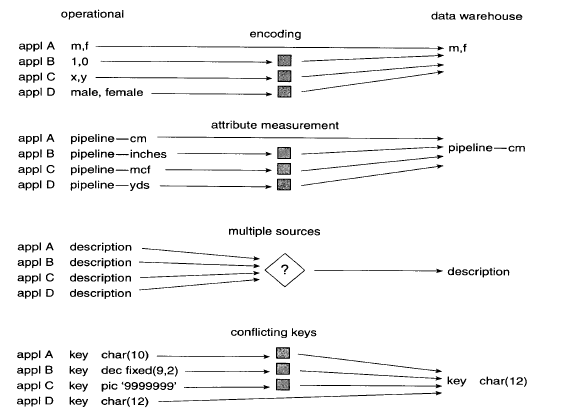 operational data warehouse
encoding
appl A m,f m,f
appl B 1,0
appl C x,y
appl D male, female
attribute measurement
appl A pipeline—cm
appl B pipeline—inches pipeline—cm
appl C pipeline—mcf
appl D pipeline—yds
multiple sources
appl A description
appl B description
appl C description ? description
appl D description
conflicting keys
appl A key char(10)
appl B key dec fixed(9,2) key char(12)
appl C key pic '9999999'
appl D key char(12)